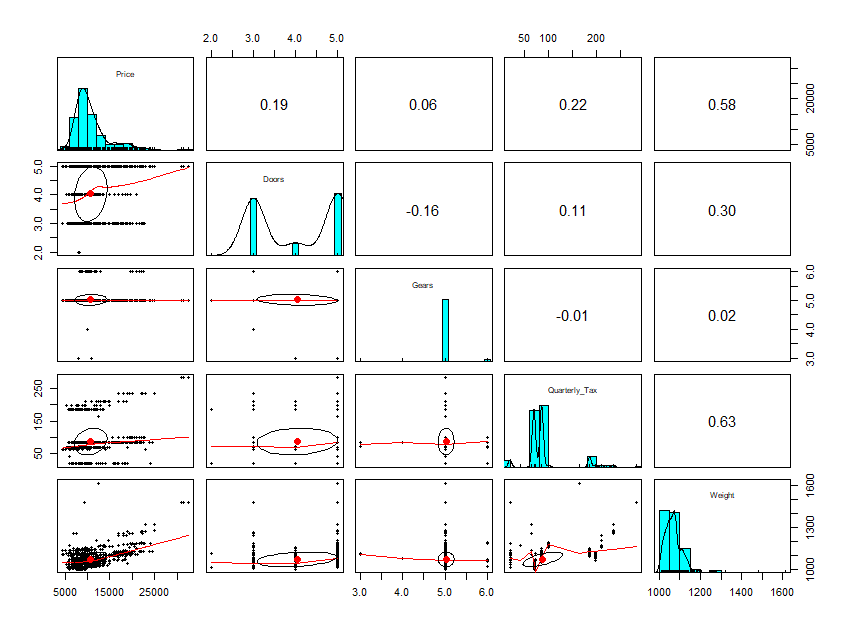 2.0 3.0 4.0 5.0 50 100 200
Price
0.19 0.06 0.22 0.58
5000 20000
2.0 3.0 4.0 5.0
Doors
-0.16 0.11 0.30
Gears
-0.01 0.02
3.0 4.0 5.0 6.0
50 150 250
Quarterly_Tax
0.63
Weight
1000 1300 1600
5000 15000 25000 3.0 4.0 5.0 6.0 1000 1200 1400 1600